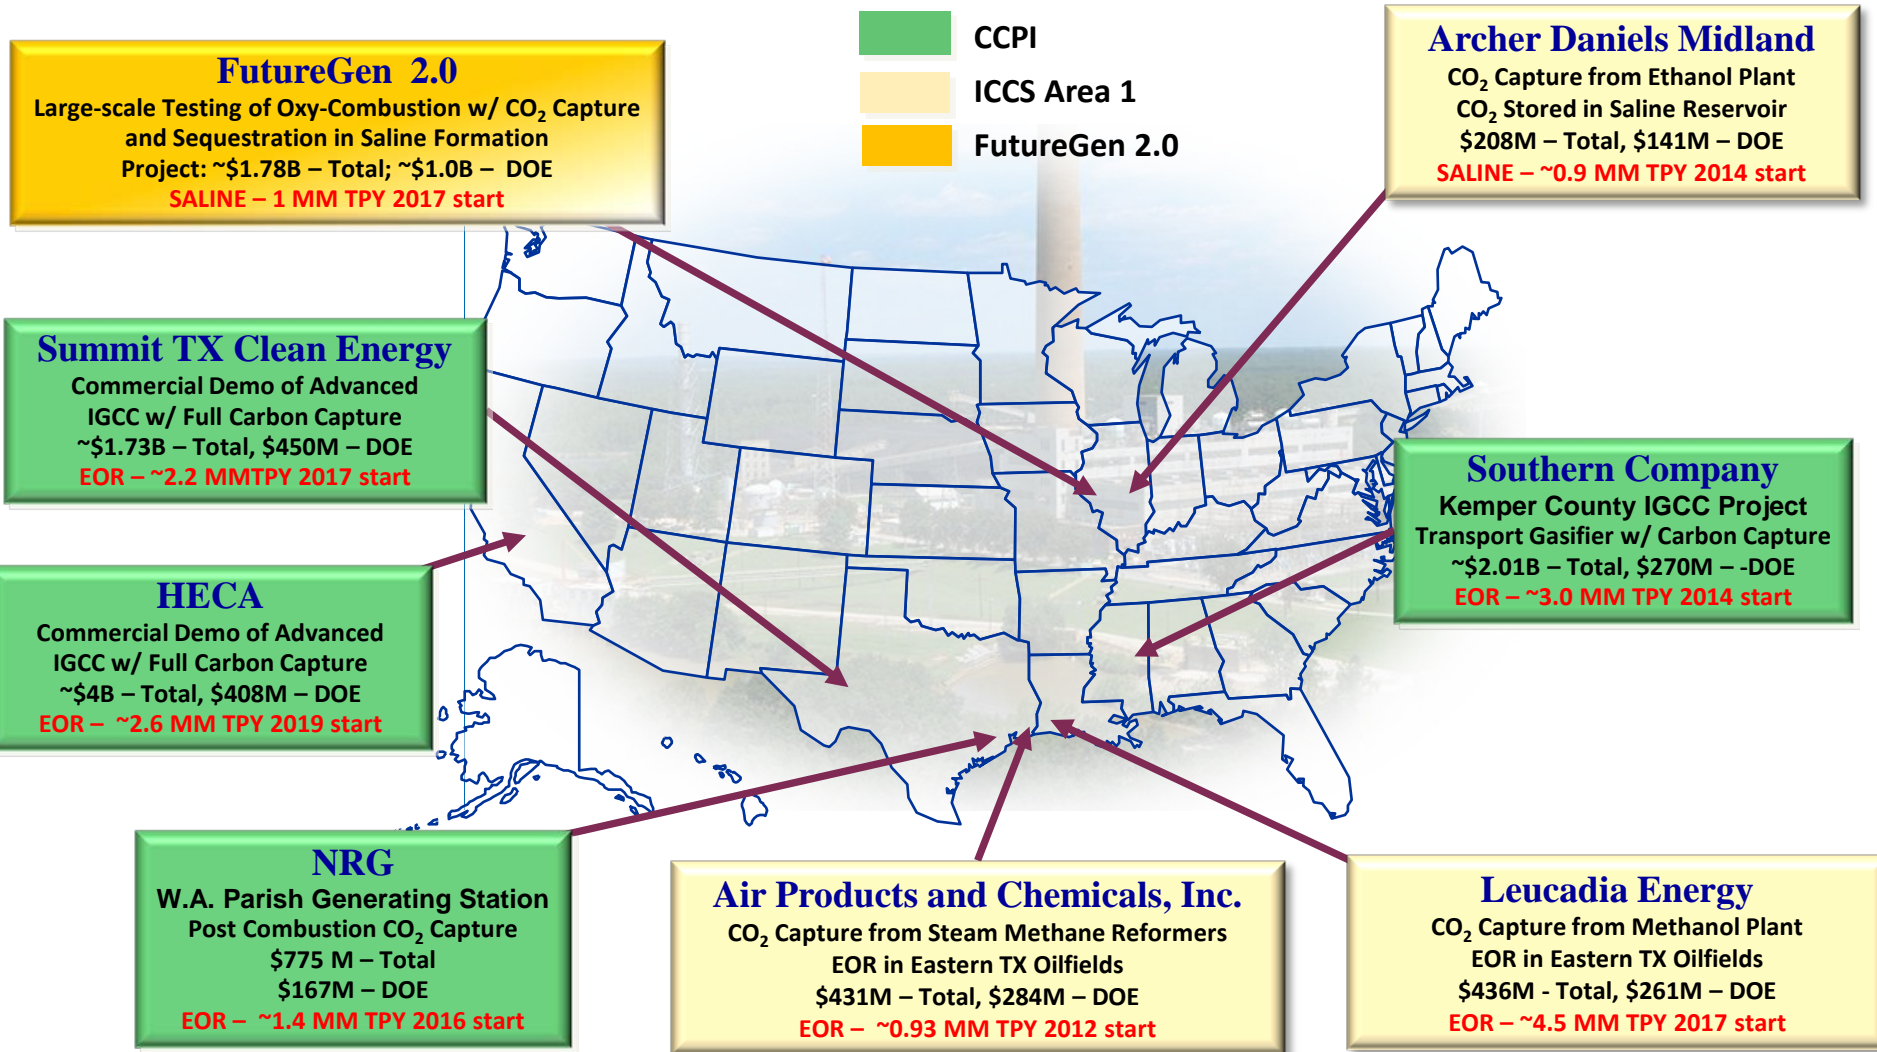 CCPI
ICCS Area 1
FutureGen 2.0
FutureGen 2.0
Large-scale Testing of Oxy-Combustion w/ CO₂ Capture
and Sequestration in Saline Formation
Project: ~$1.78B – Total; ~$1.0B – DOE
SALINE – 1 MM TPY 2017 start
Archer Daniels Midland
CO₂ Capture from Ethanol Plant
CO₂ Stored in Saline Reservoir
$208M – Total, $141M – DOE
SALINE – ~0.9 MM TPY 2014 start
Summit TX Clean Energy
Commercial Demo of Advanced
IGCC w/ Full Carbon Capture
~$1.73B – Total, $450M – DOE
EOR – ~2.2 MMTPY 2017 start
Southern Company
Kemper County IGCC Project
Transport Gasifier w/ Carbon Capture
~$2.01B – Total, $270M – -DOE
EOR – ~3.0 MM TPY 2014 start
HECA
Commercial Demo of Advanced
IGCC w/ Full Carbon Capture
~$4B – Total, $408M – DOE
EOR – ~2.6 MM TPY 2019 start
NRG
W.A. Parish Generating Station
Post Combustion CO₂ Capture
$775 M – Total
$167M – DOE
EOR – ~1.4 MM TPY 2016 start
Air Products and Chemicals, Inc.
CO₂ Capture from Steam Methane Reformers
EOR in Eastern TX Oilfields
$431M – Total, $284M – DOE
EOR – ~0.93 MM TPY 2012 start
Leucadia Energy
CO₂ Capture from Methanol Plant
EOR in Eastern TX Oilfields
$436M - Total, $261M – DOE
EOR – ~4.5 MM TPY 2017 start